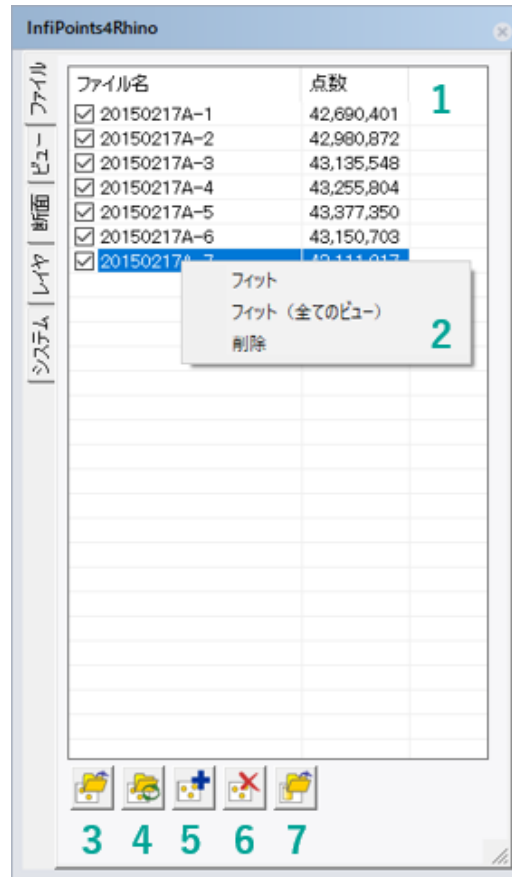 InfiPoints4Rhino
ファイル
ビュー
断面
レイヤ
システム
ファイル名 点数
20150217A-1 42,690,401
20150217A-2 42,980,872
20150217A-3 43,135,548
20150217A-4 43,255,804
20150217A-5 43,377,350
20150217A-6 43,150,703
フィット
フィット（全てのビュー）
削除
1
2
3 4 5 6 7